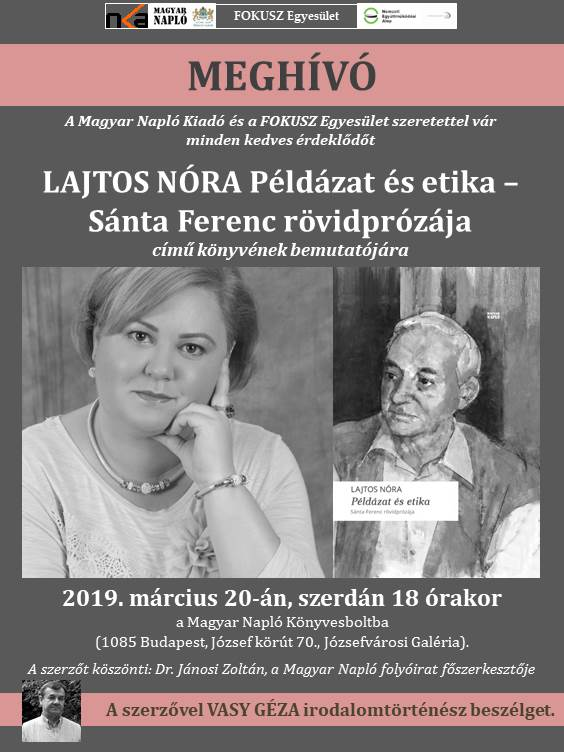 nka
MAGYAR
NAPLÓ
FOKUSZ Egyesület
Nemzeti
Együttműködési
Alap
MEGHÍVÓ
A Magyar Napló Kiadó és a FOKUSZ Egyesület szeretettel vár
minden kedves érdeklődőt
LAJTOS NÓRA Példázat és etika –
Sánta Ferenc rövidprózája
című könyvének bemutatójára
MAGYAR
NAPLÓ
LAJTOS NÓRA
Példázat és etika
Sánta Ferenc rövidprózája
2019. március 20-án, szerdán 18 órakor
a Magyar Napló Könyvesboltba
(1085 Budapest, József körút 70., Józsefvárosi Galéria).
A szerzőt köszönti: Dr. Jánosi Zoltán, a Magyar Napló folyóirat főszerkesztője
A szerzővel VASY GÉZA irodalomtörténész beszélget.